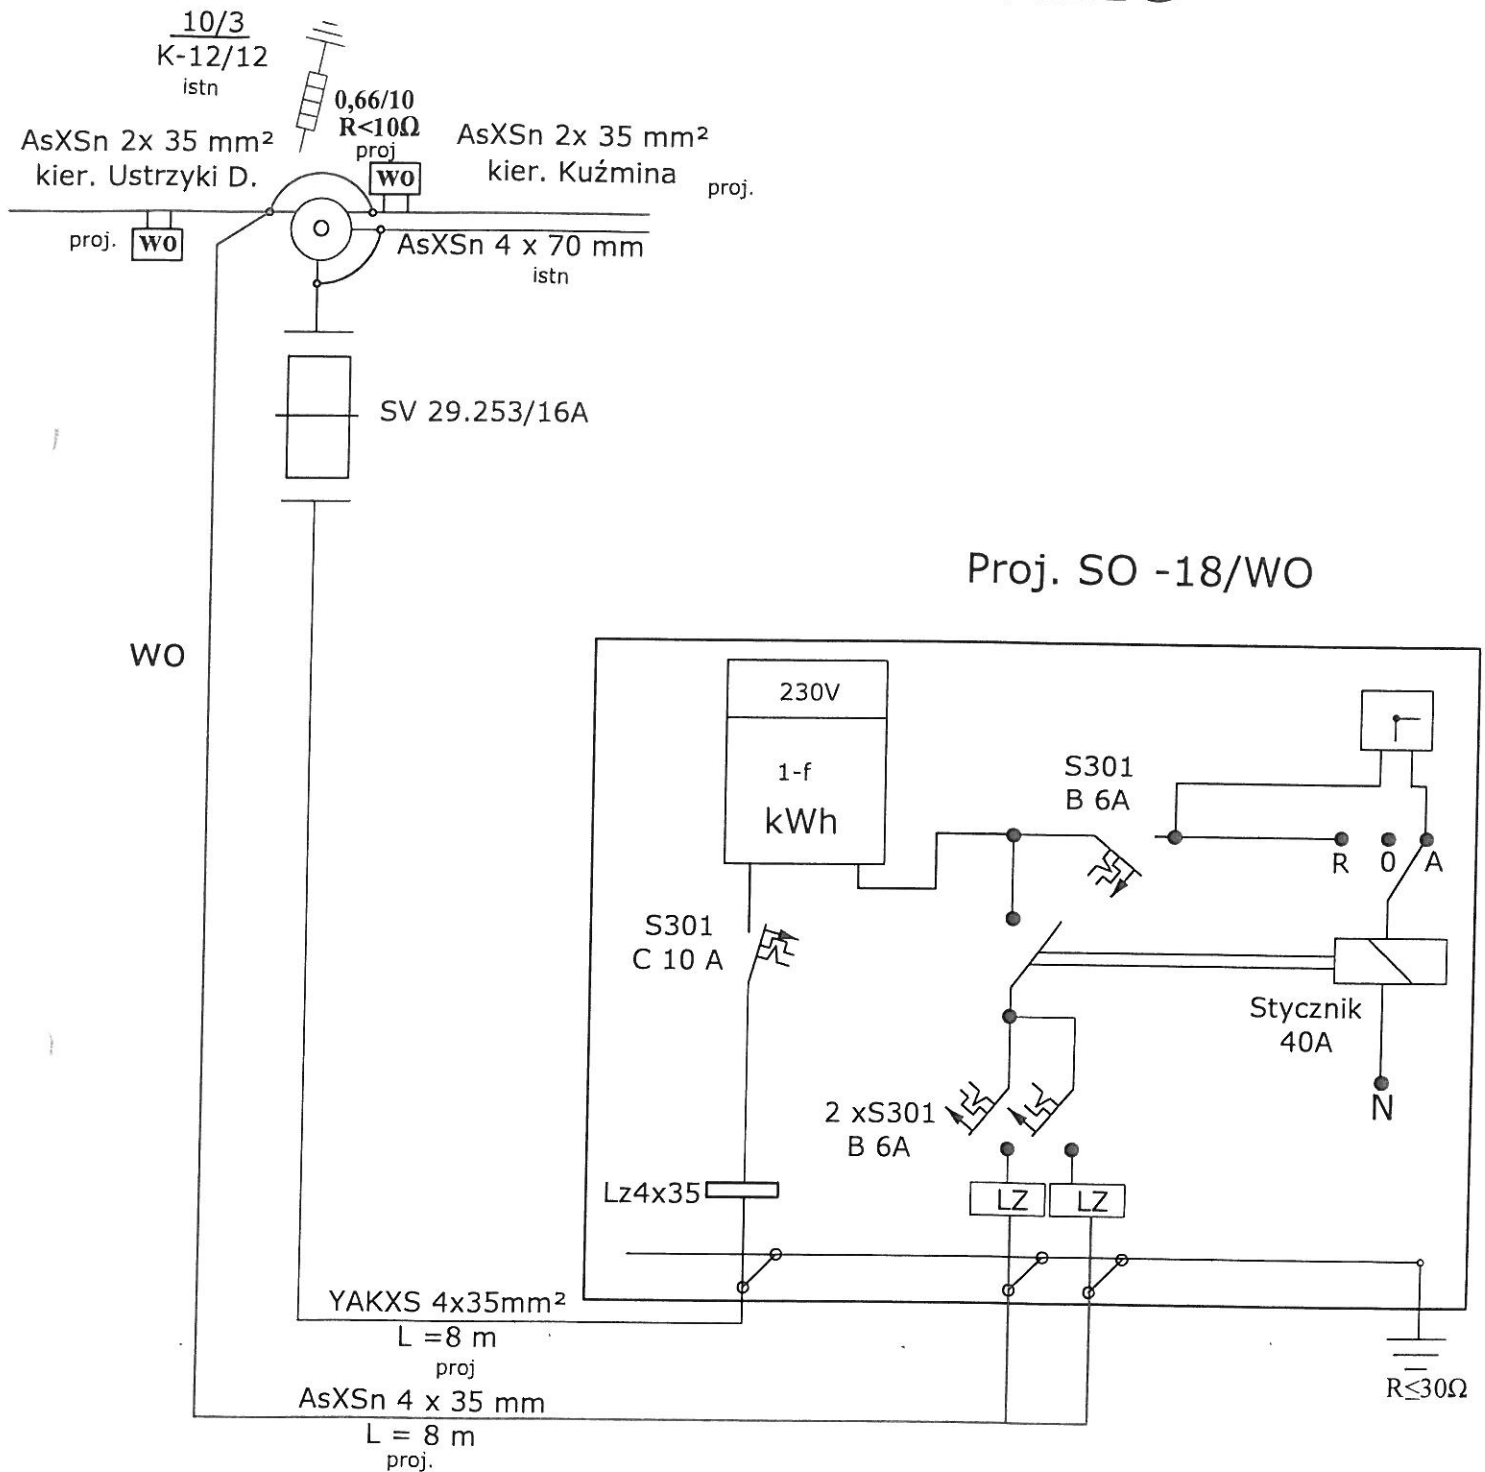 10/3
K-12/12
istn
0,66/10
R<10Ω
proj
AsXSn 2x 35 mm²
kier. Ustrzyki D.
AsXSn 2x 35 mm²
kier. Kuźmina
proj.
WO
proj.
WO
AsXSn 4 x 70 mm
istn
SV 29.253/16A
Proj. SO -18/WO
WO
230V
1-f
kWh
S301
B 6A
R 0 A
S301
C 10 A
Stycznik
40A
N
2 xS301
B 6A
Lz4x35
LZ
LZ
YAKXS 4x35mm²
L =8 m
proj
R≤30Ω
AsXSn 4 x 35 mm
L = 8 m
proj.